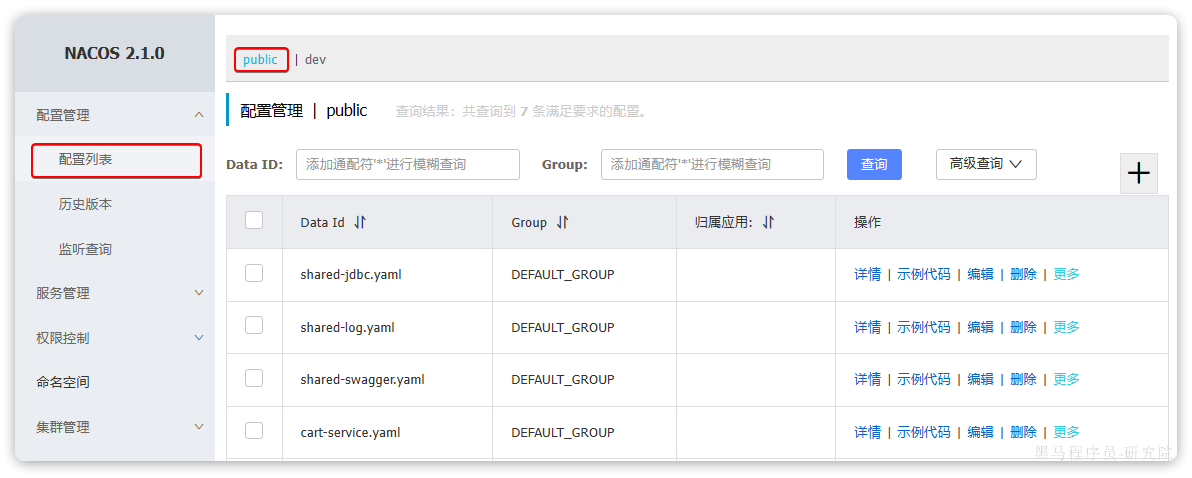 NACOS 2.1.0
配置管理
配置列表
历史版本
监听查询
服务管理
权限控制
命名空间
集群管理
public | dev
配置管理 | public 查询结果：共查询到 7 条满足要求的配置。
Data ID: 添加通配符'*'进行模糊查询 Group: 添加通配符'*'进行模糊查询 查询 高级查询
Data Id Group 归属应用: 操作
shared-jdbc.yaml DEFAULT_GROUP 详情 | 示例代码 | 编辑 | 删除 | 更多
shared-log.yaml DEFAULT_GROUP 详情 | 示例代码 | 编辑 | 删除 | 更多
shared-swagger.yaml DEFAULT_GROUP 详情 | 示例代码 | 编辑 | 删除 | 更多
cart-service.yaml DEFAULT_GROUP 详情 | 示例代码 | 编辑 | 删除 | 更多
黑马程序员-研究院